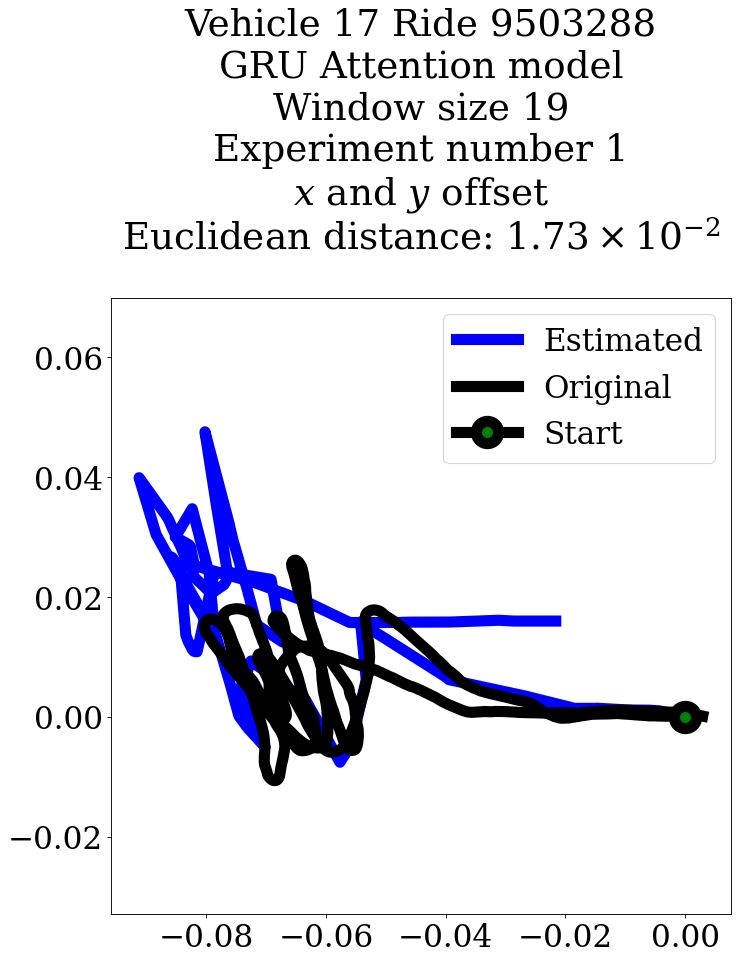 Vehicle 17 Ride 9503288
GRU Attention model
Window size 19
Experiment number 1
x and y offset
Euclidean distance: 1.73 × 10⁻²
Estimated
Original
Start
0.06
0.04
0.02
0.00
−0.02
−0.08 −0.06 −0.04 −0.02 0.00